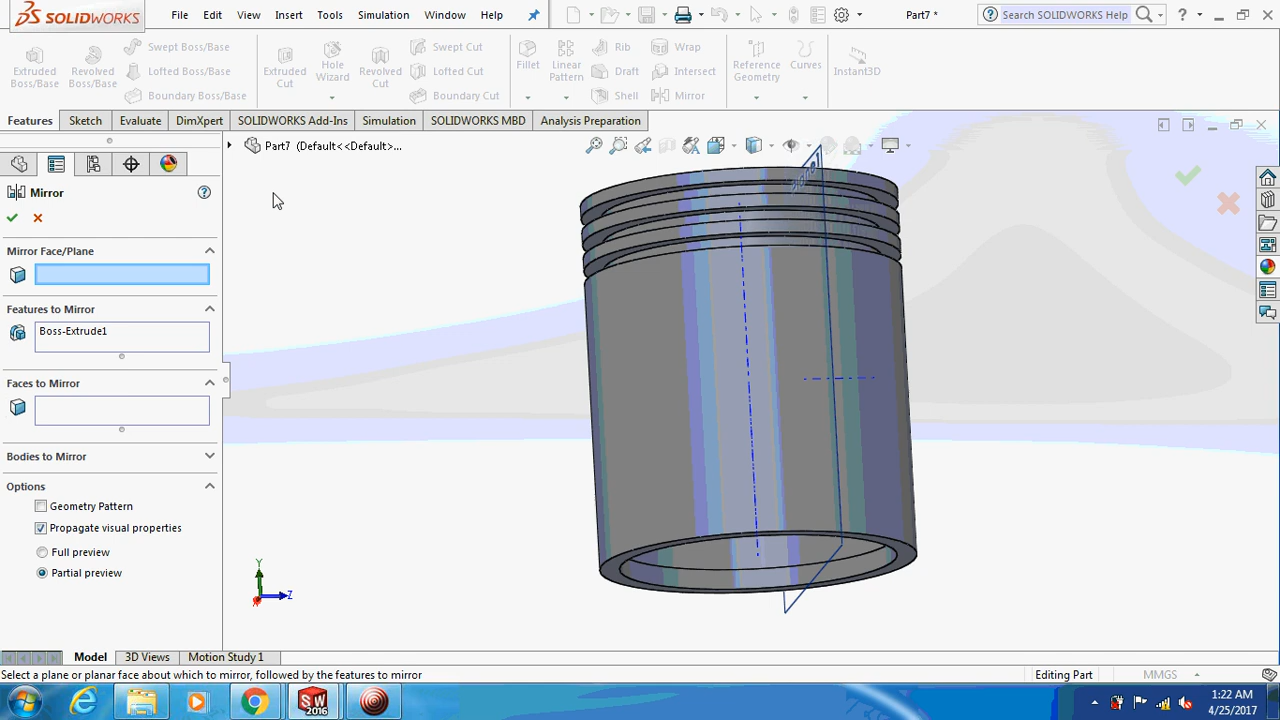 SOLIDWORKS File Edit View Insert Tools Simulation Window Help Part7 * Search SOLIDWORKS Help ?
Extruded Boss/Base
Revolved Boss/Base
Swept Boss/Base
Lofted Boss/Base
Boundary Boss/Base
Extruded Cut
Hole Wizard
Revolved Cut
Swept Cut
Lofted Cut
Boundary Cut
Fillet
Linear Pattern
Rib
Draft
Shell
Wrap
Intersect
Mirror
Reference Geometry
Curves
Instant3D
Features Sketch Evaluate DimXpert SOLIDWORKS Add-Ins Simulation SOLIDWORKS MBD Analysis Preparation
Part7 (Default<<Default>...
Mirror ?
Mirror Face/Plane
Features to Mirror
Boss-Extrude1
Faces to Mirror
Bodies to Mirror
Options
Geometry Pattern
Propagate visual properties
Full preview
Partial preview
Y
Z
Model 3D Views Motion Study 1
Select a plane or planar face about which to mirror, followed by the features to mirror Editing Part MMGS
SW 2016
1:22 AM
4/25/2017